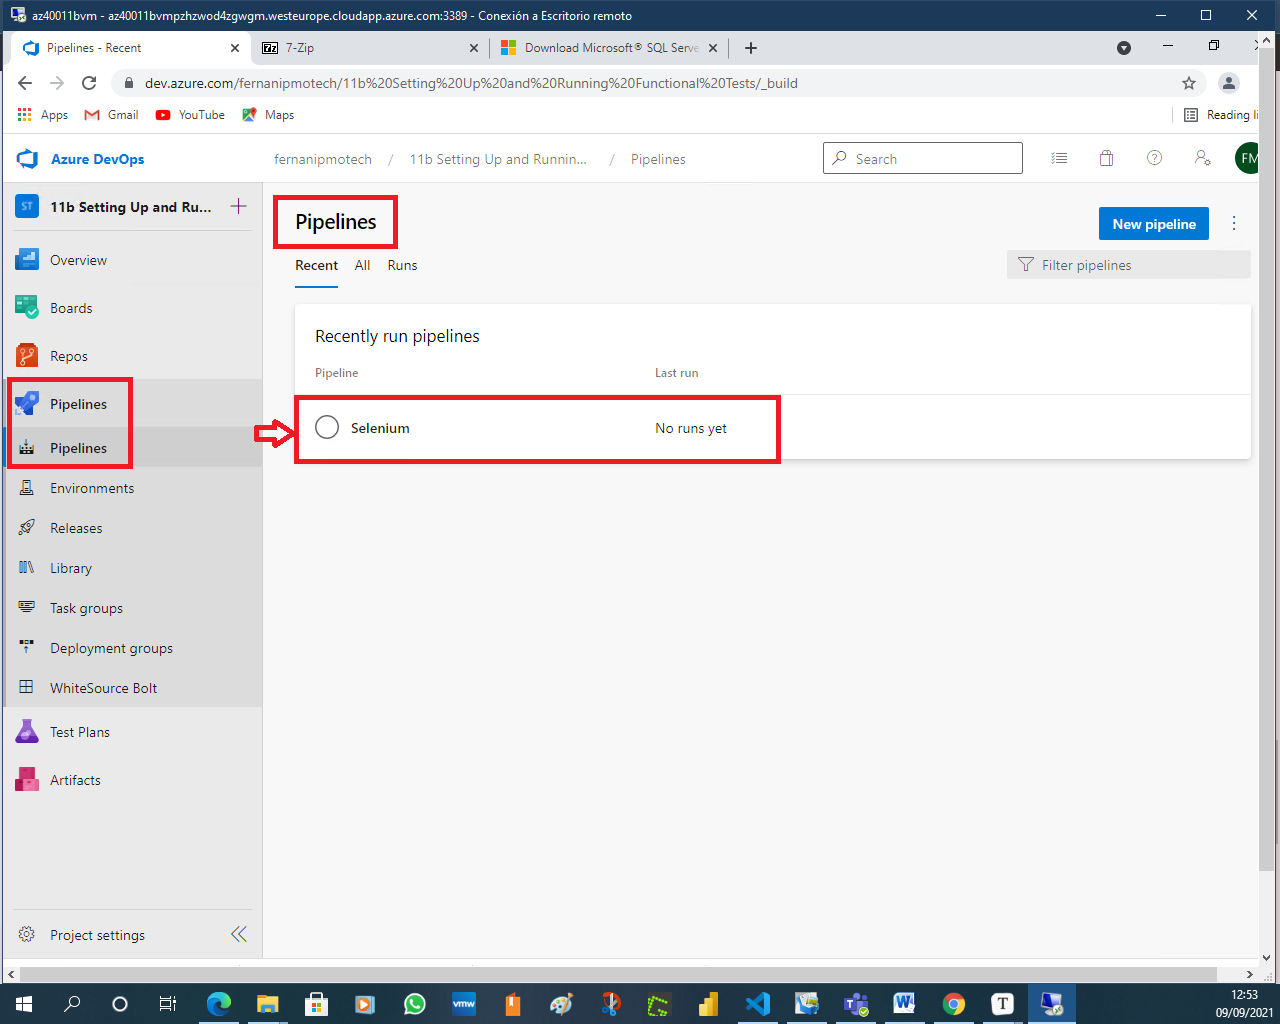 az40011bvm - az40011bvmpzhzwod4zgwgm.westeurope.cloudapp.azure.com:3389 - Conexión a Escritorio remoto
Pipelines - Recent
7-Zip
Download Microsoft® SQL Serve
dev.azure.com/fernanipmotech/11b%20Setting%20Up%20and%20Running%20Functional%20Tests/_build
Apps
Gmail
YouTube
Maps
Reading li
Azure DevOps
fernanipmotech / 11b Setting Up and Runnin... / Pipelines
Search
FM
ST
11b Setting Up and Ru...
Pipelines
New pipeline
Overview
Recent
All
Runs
Filter pipelines
Boards
Repos
Pipelines
Pipelines
Environments
Releases
Library
Task groups
Deployment groups
WhiteSource Bolt
Test Plans
Artifacts
Recently run pipelines
Pipeline
Last run
Selenium
No runs yet
Project settings
vmw
W
T
12:53
09/09/2021